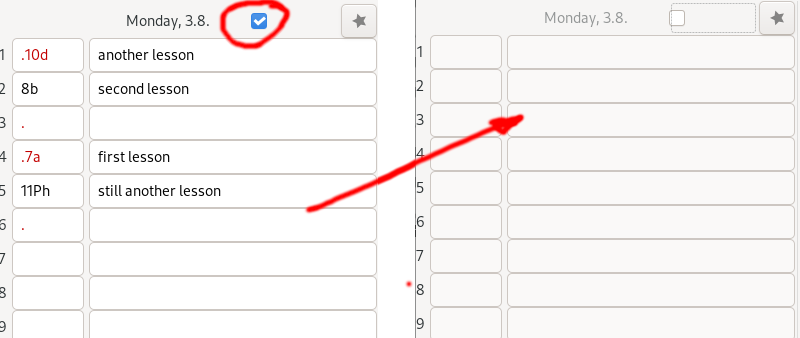 Monday, 3.8.
1 .10d another lesson
2 8b second lesson
3 .
4 .7a first lesson
5 11Ph still another lesson
6 .
7
8
9
Monday, 3.8.
1
2
3
4
5
6
7
8
9